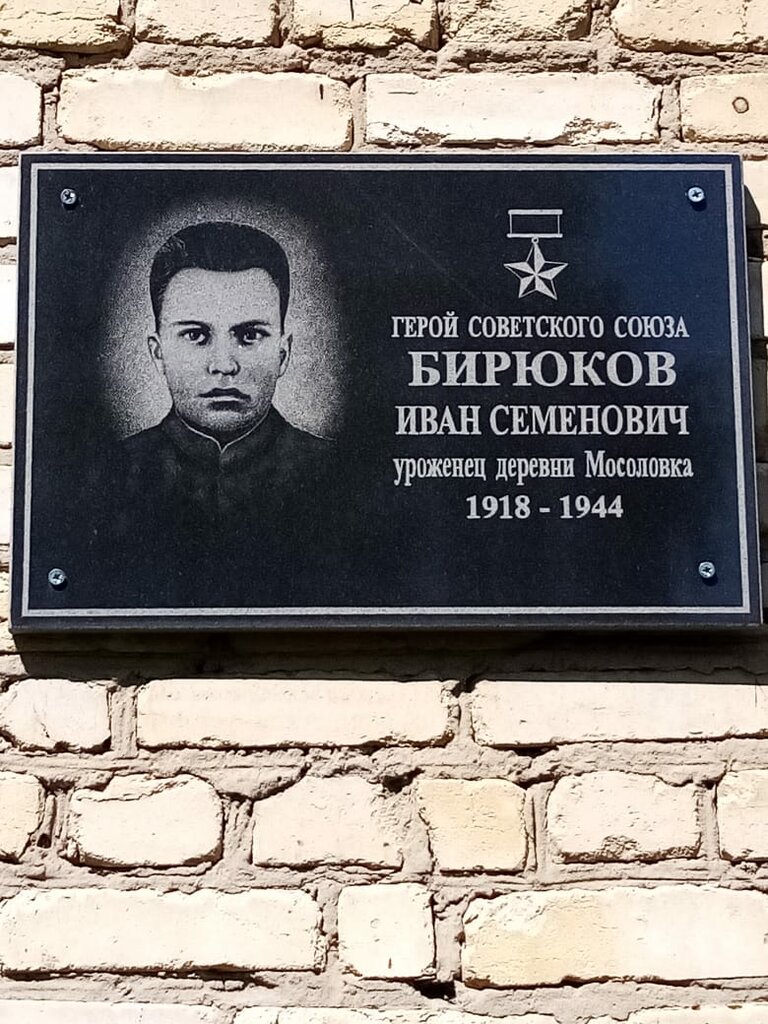 ГЕРОЙ СОВЕТСКОГО СОЮЗА
БИРЮКОВ
ИВАН СЕМЕНОВИЧ
уроженец деревни Мосоловка
1918 - 1944